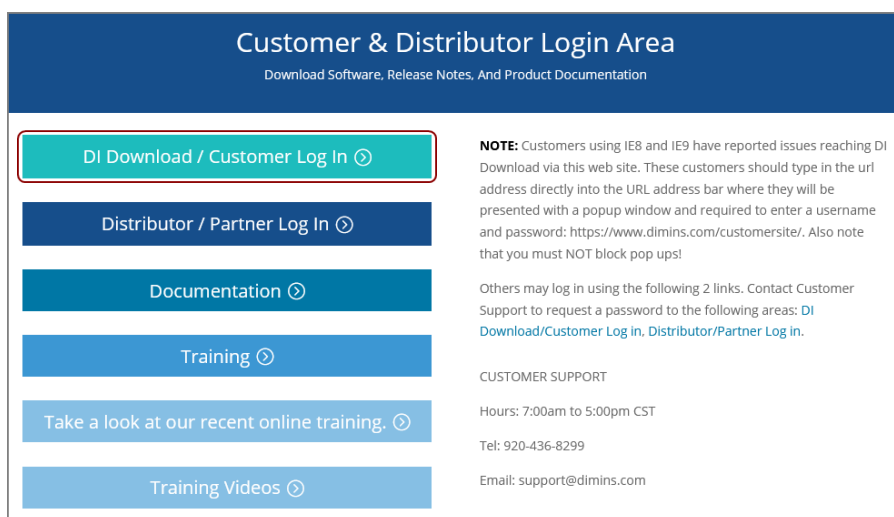 Customer & Distributor Login Area
Download Software, Release Notes, And Product Documentation
DI Download / Customer Log In
Distributor / Partner Log In
Documentation
Training
Take a look at our recent online training.
Training Videos
NOTE: Customers using IE8 and IE9 have reported issues reaching DI
Download via this web site. These customers should type in the url
address directly into the URL address bar where they will be
presented with a popup window and required to enter a username
and password: https://www.dimins.com/customersite/. Also note
that you must NOT block pop ups!
Others may log in using the following 2 links. Contact Customer
Support to request a password to the following areas: DI
Download/Customer Log in, Distributor/Partner Log in.
CUSTOMER SUPPORT
Hours: 7:00am to 5:00pm CST
Tel: 920-436-8299
Email: support@dimins.com